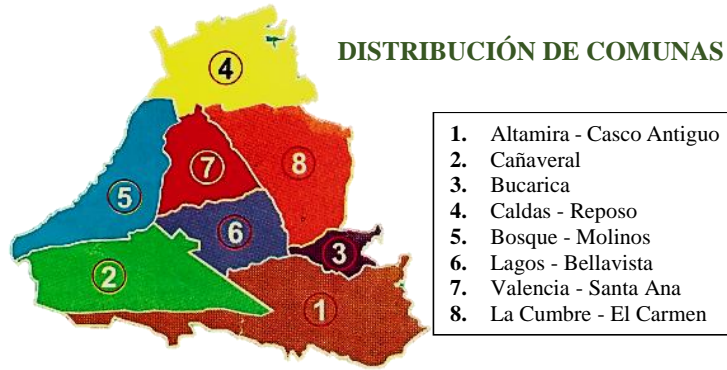 DISTRIBUCIÓN DE COMUNAS
4
7
8
5
6
3
2
1
1. Altamira - Casco Antiguo
2. Cañaveral
3. Bucarica
4. Caldas - Reposo
5. Bosque - Molinos
6. Lagos - Bellavista
7. Valencia - Santa Ana
8. La Cumbre - El Carmen